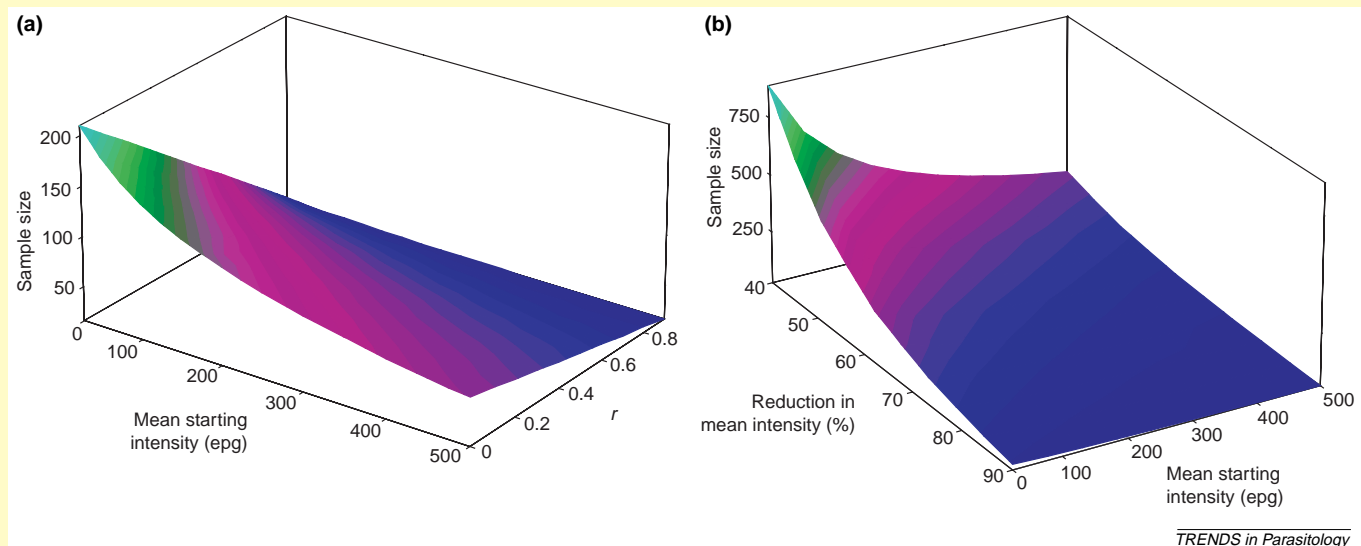 (a)
200
150
100
50
Sample size
0
100
200
300
400
500
Mean starting
intensity (epg)
0
0.2
0.4
0.6
0.8
r
(b)
750
500
250
Sample size
40
50
60
70
80
90
Reduction in
mean intensity (%)
0
100
200
300
400
500
Mean starting
intensity (epg)
TRENDS in Parasitology